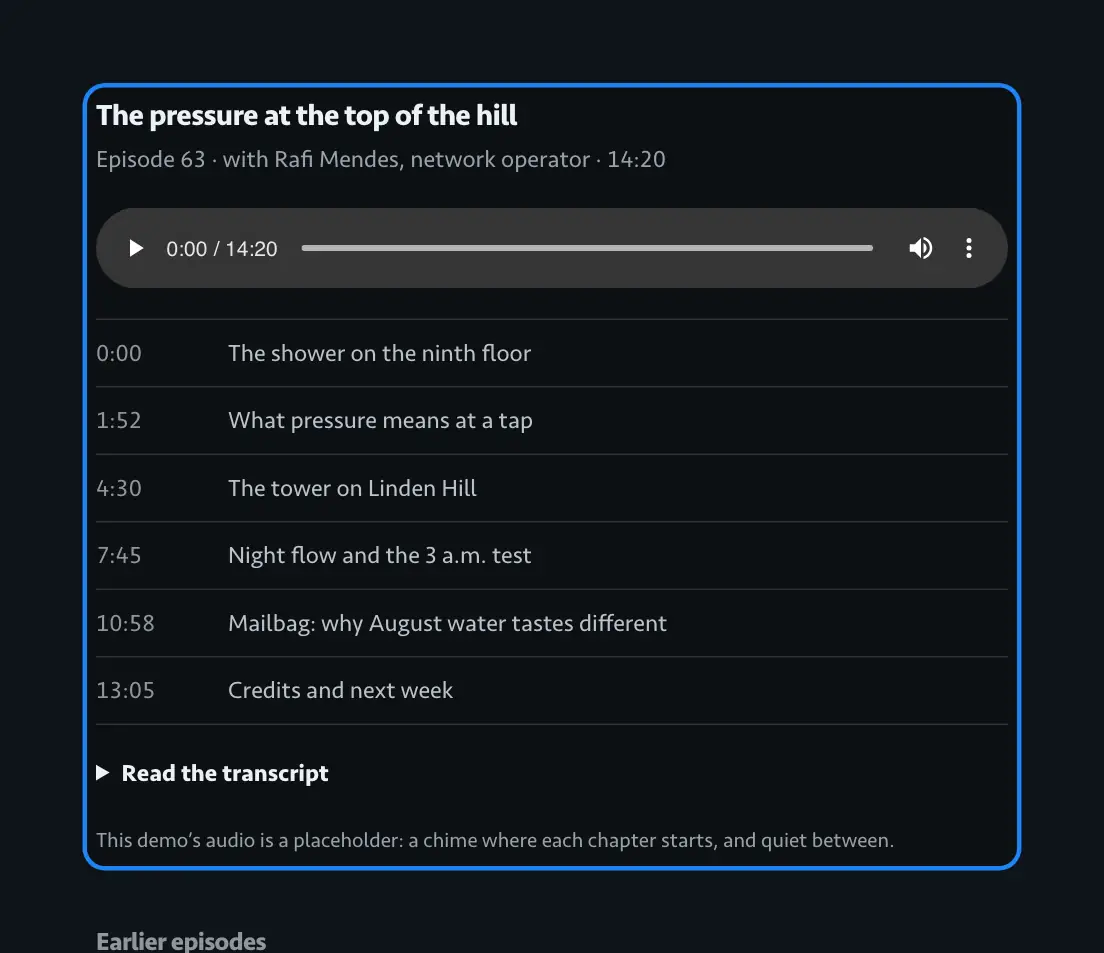 The pressure at the top of the hill
Episode 63 · with Rafi Mendes, network operator · 14:20
0:00 / 14:20
0:00 The shower on the ninth floor
1:52 What pressure means at a tap
4:30 The tower on Linden Hill
7:45 Night flow and the 3 a.m. test
10:58 Mailbag: why August water tastes different
13:05 Credits and next week
Read the transcript
This demo’s audio is a placeholder: a chime where each chapter starts, and quiet between.
Earlier episodes